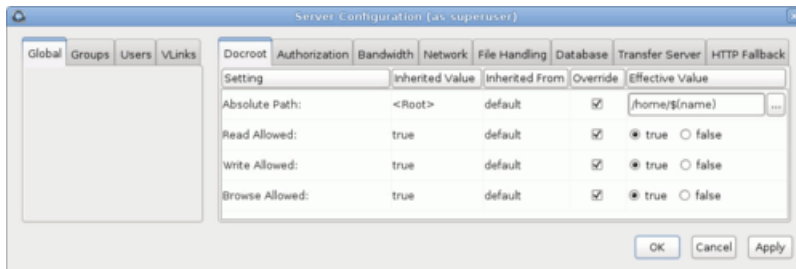 Server Configuration (as superuser)
Global Groups Users VLinks
Docroot Authorization Bandwidth Network File Handling Database Transfer Server HTTP Fallback
Setting Inherited Value Inherited From Override Effective Value
Absolute Path: <Root> default /home/$(name) ...
Read Allowed: true default true false
Write Allowed: true default true false
Browse Allowed: true default true false
OK Cancel Apply